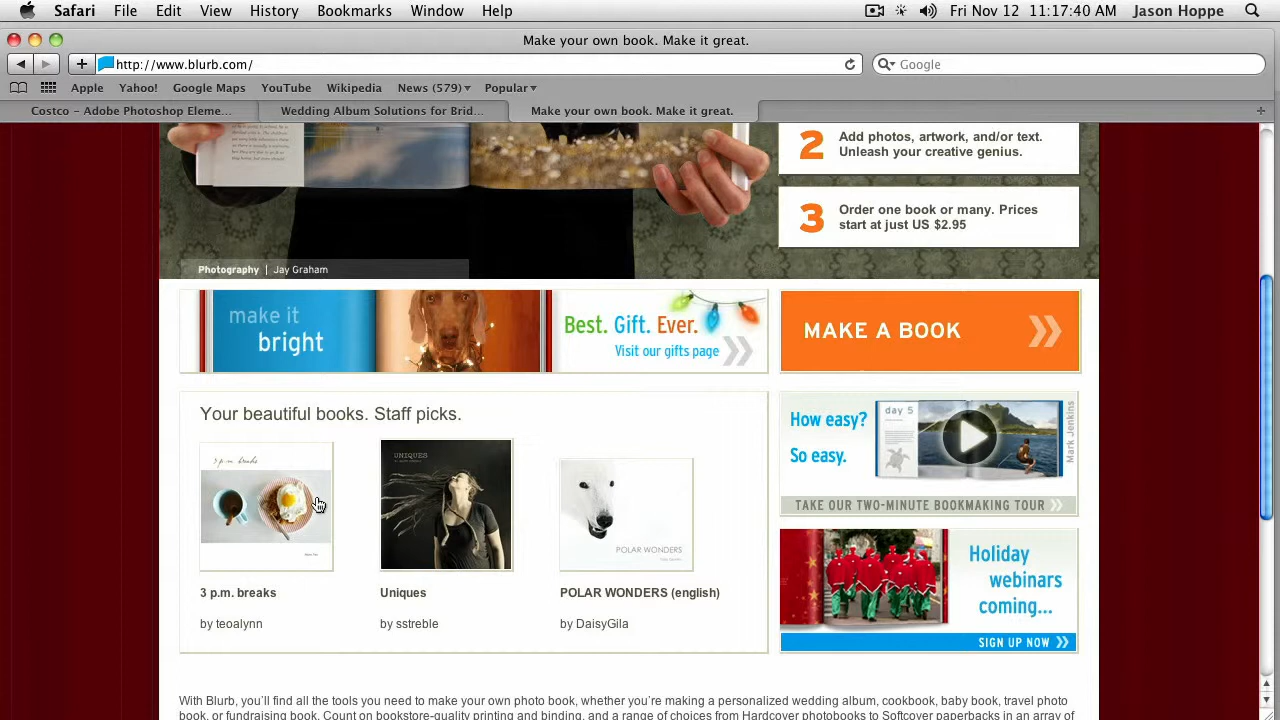 Safari File Edit View History Bookmarks Window Help Fri Nov 12 11:17:40 AM Jason Hoppe
Make your own book. Make it great.
http://www.blurb.com/
Google
Apple Yahoo! Google Maps YouTube Wikipedia News (579) Popular
Costco – Adobe Photoshop Eleme...
Wedding Album Solutions for Brid...
Make your own book. Make it great.
2
Add photos, artwork, and/or text.
Unleash your creative genius.
3
Order one book or many. Prices
start at just US $2.95
Photography | Jay Graham
make it
bright
Best. Gift. Ever.
Visit our gifts page
MAKE A BOOK
Your beautiful books. Staff picks.
3 p.m. breaks
UNIQUES
POLAR WONDERS
3 p.m. breaks
by teoalynn
Uniques
by sstreble
POLAR WONDERS (english)
by DaisyGila
How easy?
So easy.
day 5
Mark Jenkins
TAKE OUR TWO-MINUTE BOOKMAKING TOUR
Holiday
webinars
coming...
SIGN UP NOW
With Blurb, you'll find all the tools you need to make your own photo book, whether you're making a personalized wedding album, cookbook, baby book, travel photo
book, or fundraising book. Count on bookstore-quality printing and binding, and a range of choices from Hardcover photobooks to Softcover paperbacks in an array of